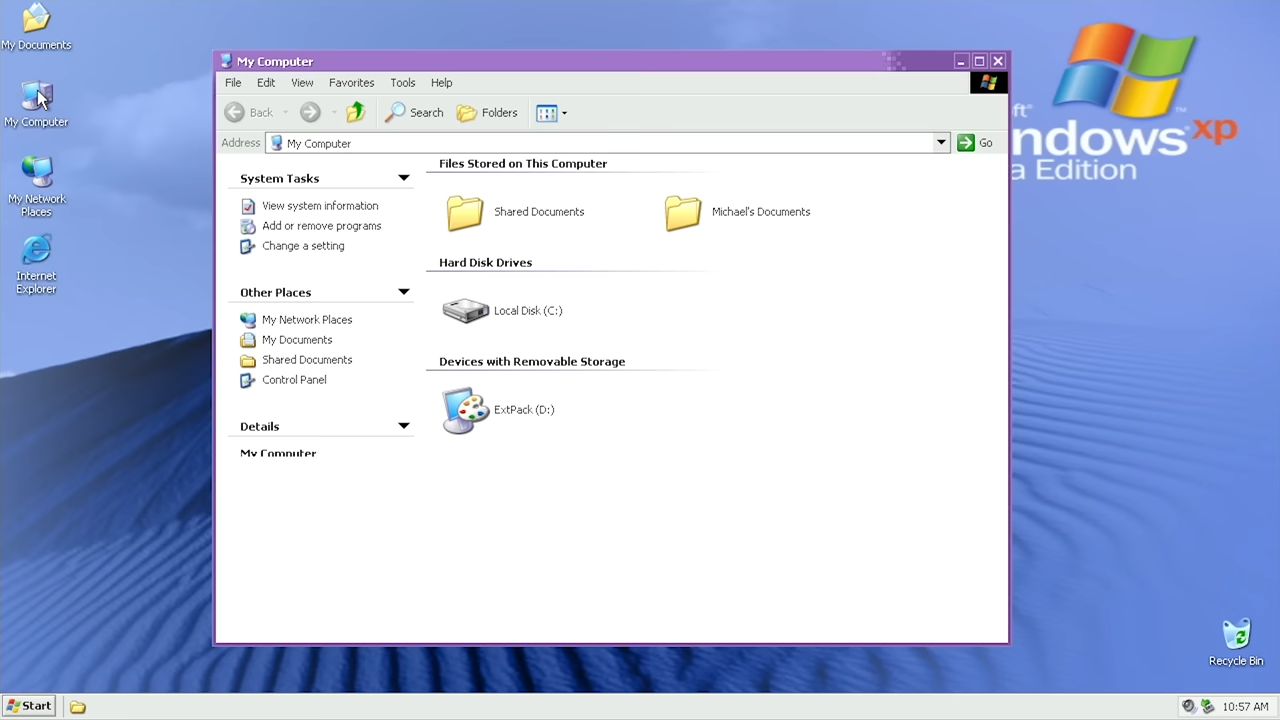 My Documents
My Computer
My Network
Places
Internet
Explorer
My Computer
File Edit View Favorites Tools Help
Back Search Folders
Address My Computer Go
System Tasks
View system information
Add or remove programs
Change a setting
Other Places
My Network Places
My Documents
Shared Documents
Control Panel
Details
My Computer
Files Stored on This Computer
Shared Documents Michael's Documents
Hard Disk Drives
Local Disk (C:)
Devices with Removable Storage
ExtPack (D:)
ft®
ndows xp
a Edition
™
Recycle Bin
Start 10:57 AM